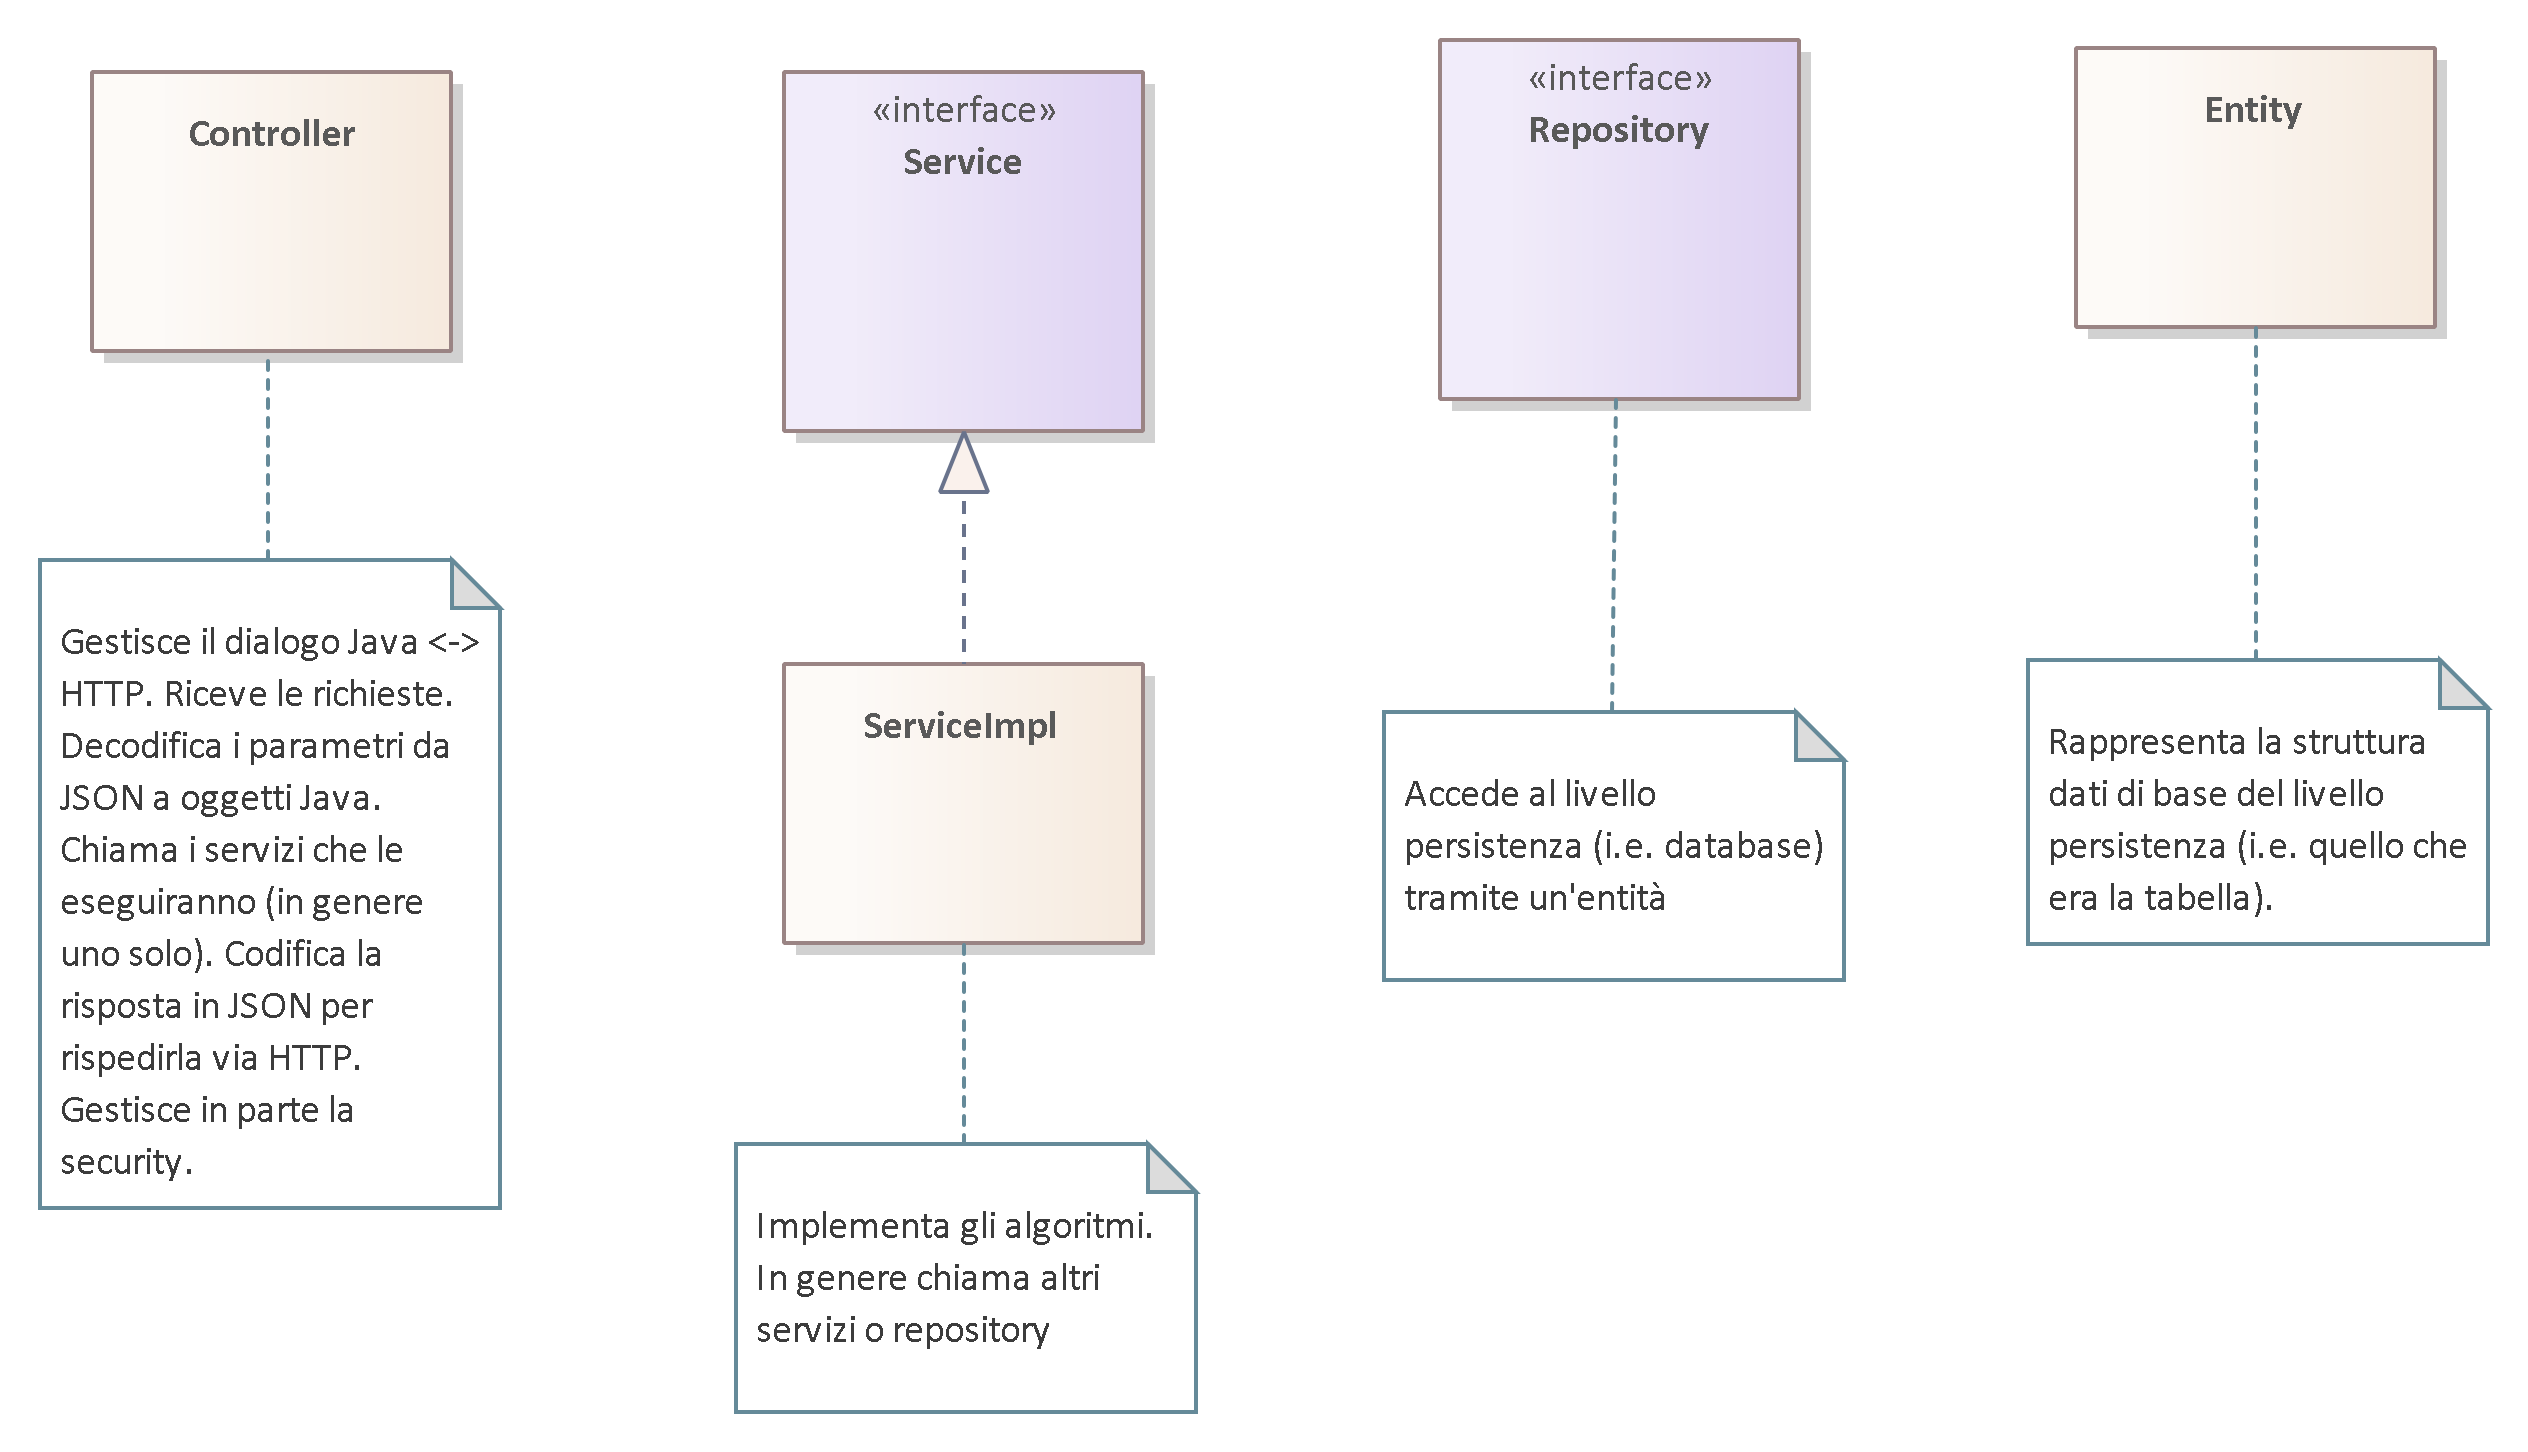 Controller
«interface»
Service
«interface»
Repository
Entity
Gestisce il dialogo Java <->
HTTP. Riceve le richieste.
Decodifica i parametri da
JSON a oggetti Java.
Chiama i servizi che le
eseguiranno (in genere
uno solo). Codifica la
risposta in JSON per
rispedirla via HTTP.
Gestisce in parte la
security.
ServiceImpl
Implementa gli algoritmi.
In genere chiama altri
servizi o repository
Accede al livello
persistenza (i.e. database)
tramite un'entità
Rappresenta la struttura
dati di base del livello
persistenza (i.e. quello che
era la tabella).